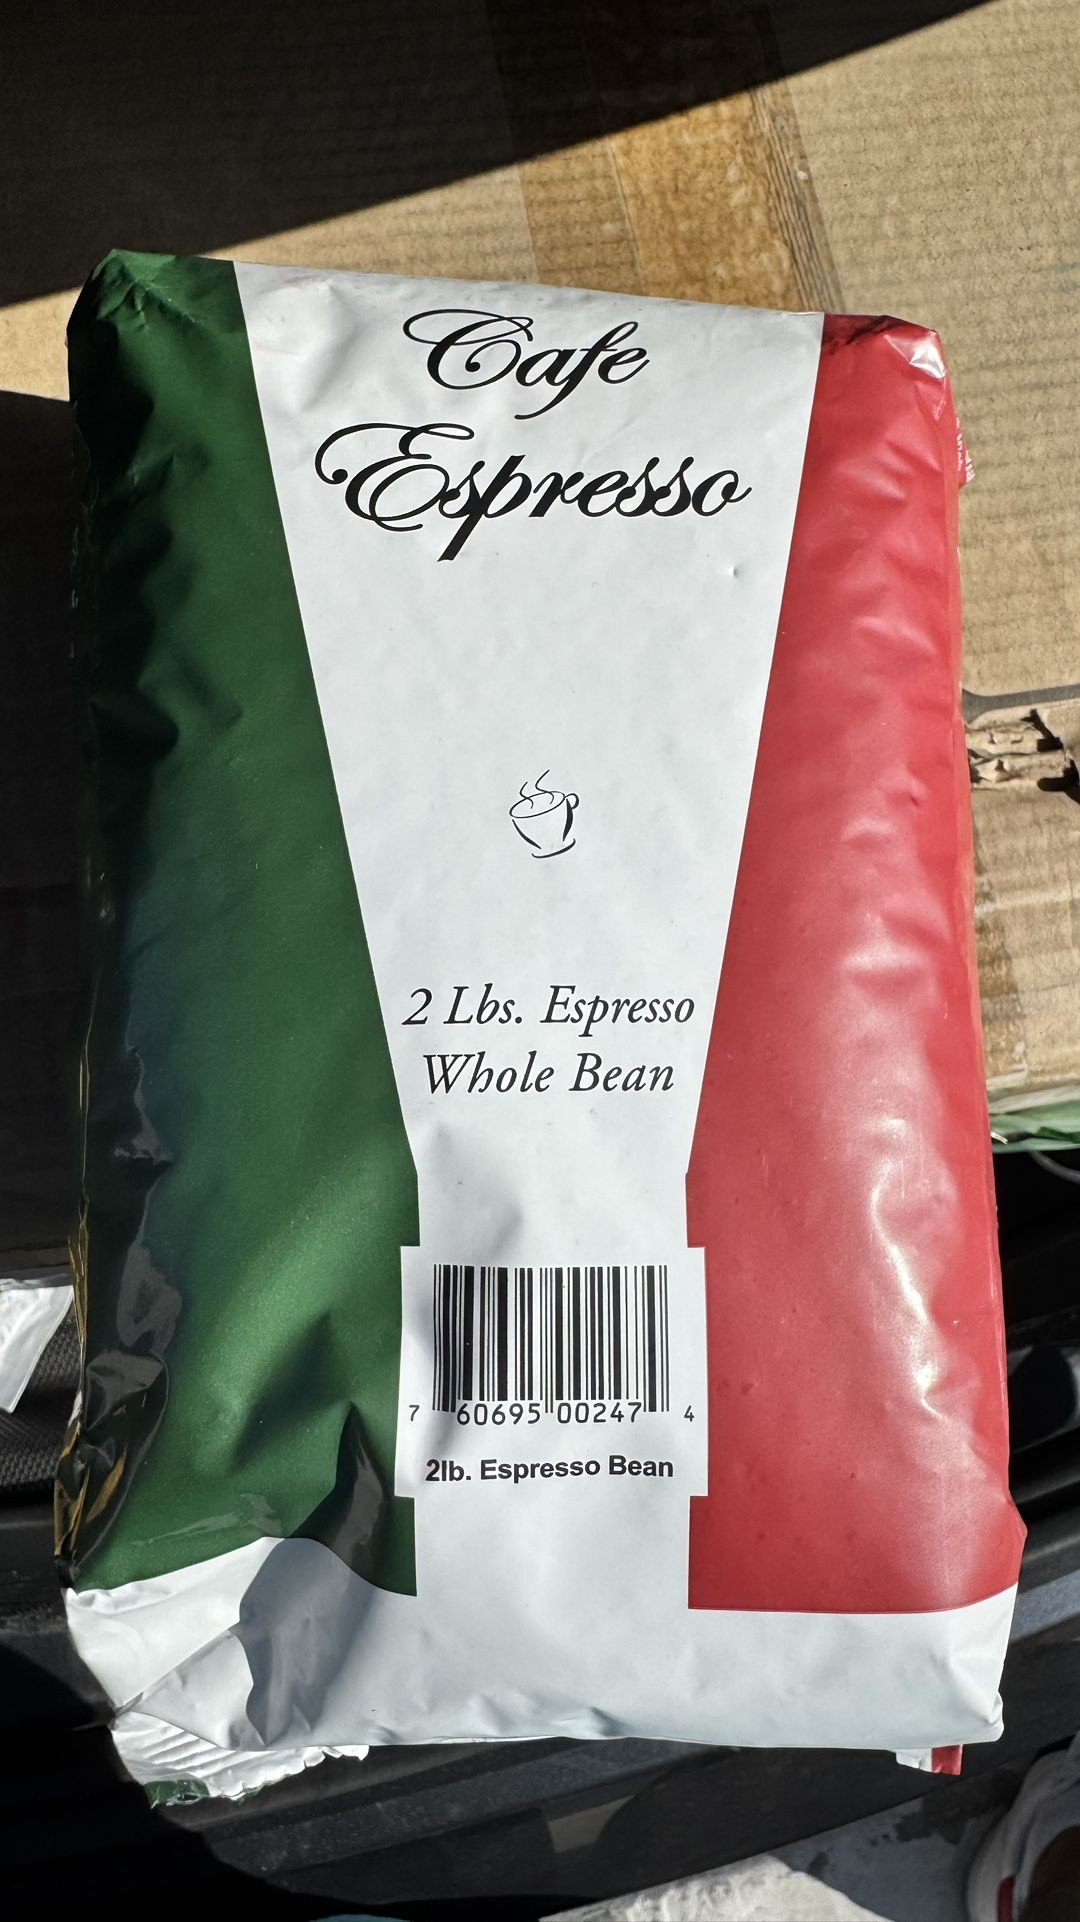 Cafe
Espresso
2 Lbs. Espresso
Whole Bean
7 60695 00247 4
2lb. Espresso Bean